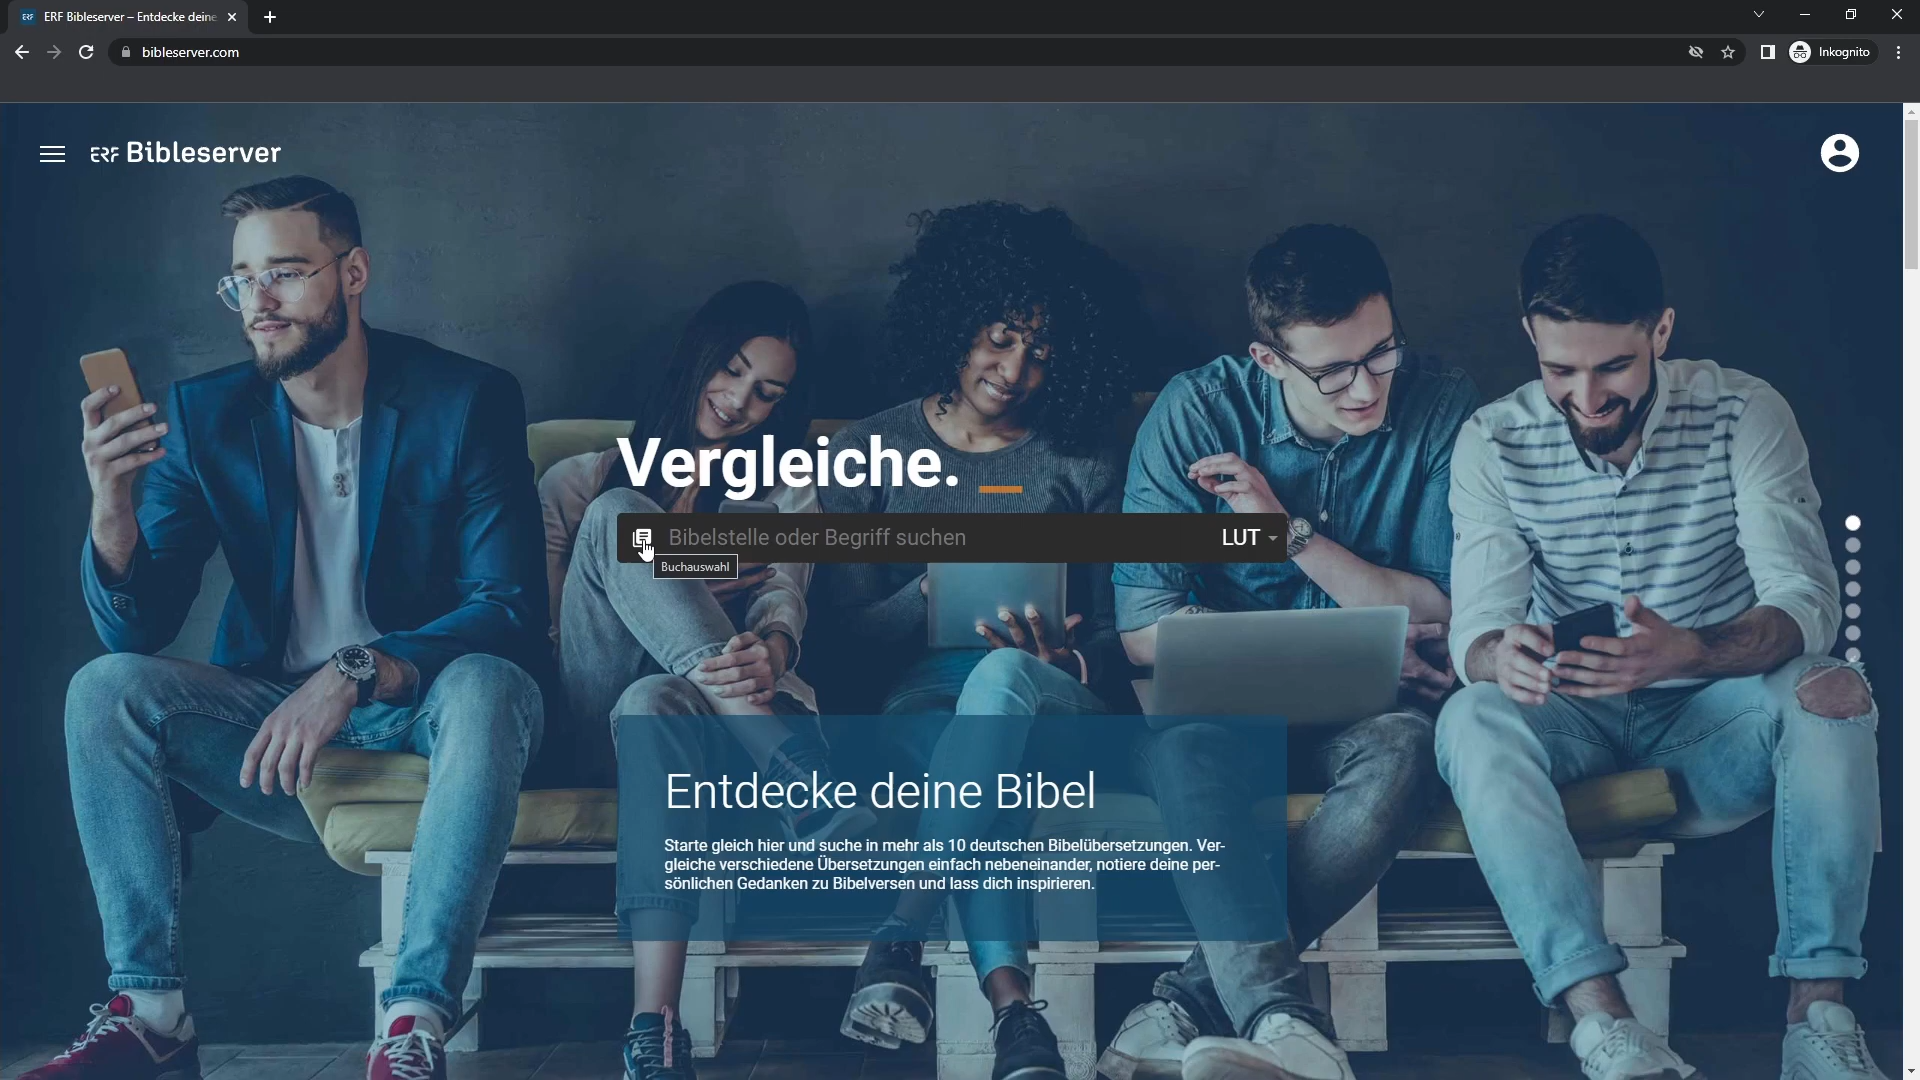 ERF Bibleserver – Entdecke deine
bibleserver.com
Inkognito
ERF Bibleserver
Vergleiche. _
Bibelstelle oder Begriff suchen
LUT
Buchauswahl
Entdecke deine Bibel
Starte gleich hier und suche in mehr als 10 deutschen Bibelübersetzungen. Ver-
gleiche verschiedene Übersetzungen einfach nebeneinander, notiere deine per-
sönlichen Gedanken zu Bibelversen und lass dich inspirieren.